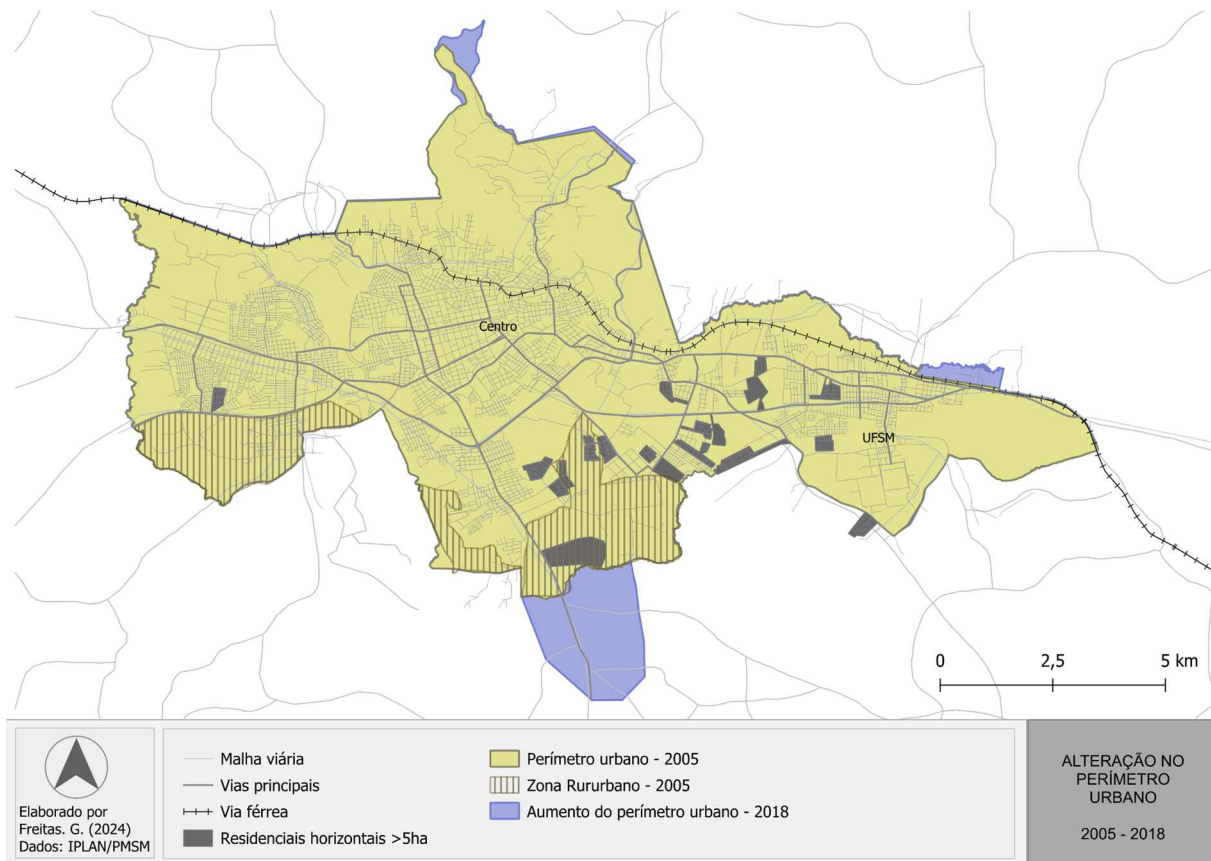 Centro
UFSM
0
2,5
5 km
Elaborado por
Freitas. G. (2024)
Dados: IPLAN/PMSM
Malha viária
Vias principais
Via férrea
Residenciais horizontais >5ha
Perímetro urbano - 2005
Zona Rururbano - 2005
Aumento do perímetro urbano - 2018
ALTERAÇÃO NO
PERÍMETRO
URBANO
2005 - 2018